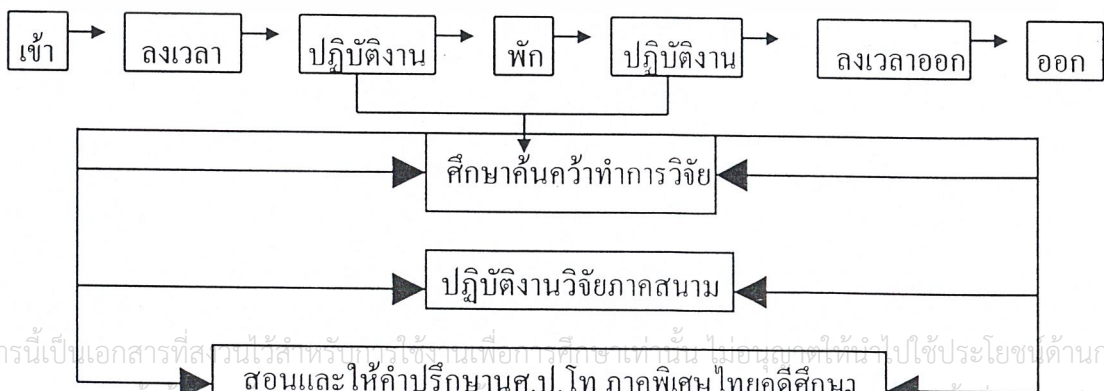 เข้า
ลงเวลา
ปฏิบัติงาน
พัก
ปฏิบัติงาน
ลงเวลาออก
ออก
ศึกษาค้นคว้าทำการวิจัย
ปฏิบัติงานวิจัยภาคสนาม
ารนี้เป็นเอกสารที่สงวนไว้สำหรับการใช้งานเพื่อการศึกษาเท่านั้น ไม่อนุญาตให้นำไปใช้ประโยชน์ด้านก
สอนและให้คำปรึกษานศ.ป.โท ภาคพิเศษ ไทยคดีศึกษา